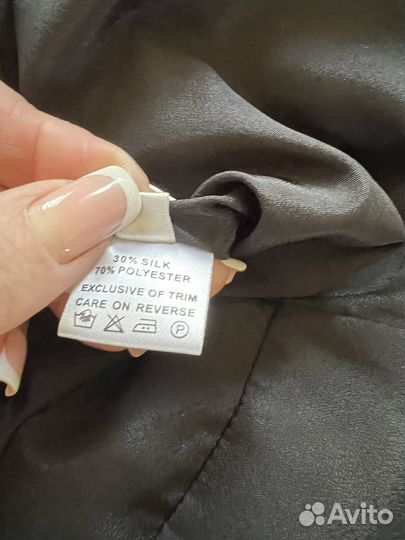 30% SILK
70% POLYESTER
EXCLUSIVE OF TRIM
CARE ON REVERSE
P
Avito